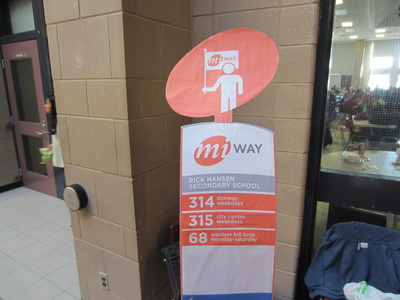 mi WAY
mi WAY
RICK HANSEN
SECONDARY SCHOOL
314 donway
weekdays
315 city centre
weekdays
68 windsor hill loop
monday-saturday